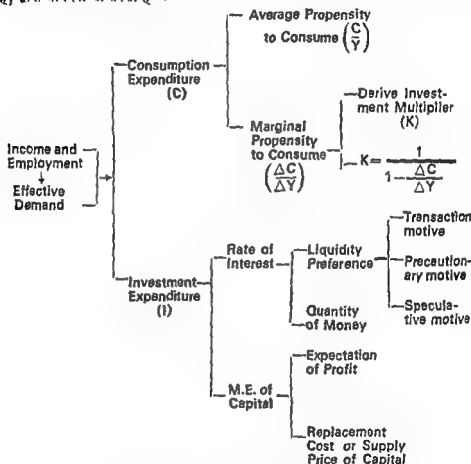 Average Propensity
to Consume (C/Y)
Consumption
Expenditure
(C)
Marginal
Propensity
to Consume
(ΔC/ΔY)
Derive Invest-
ment Multiplier
(K)
K = 1/(1 − ΔC/ΔY)
Income and
Employment
↓
Effective
Demand
Investment
Expenditure
(I)
Rate of
Interest
Liquidity
Preference
Transaction
motive
Precaution-
ary motive
Specula-
tive motive
Quantity
of Money
M.E. of
Capital
Expectation
of Profit
Replacement
Cost or Supply
Price of Capital